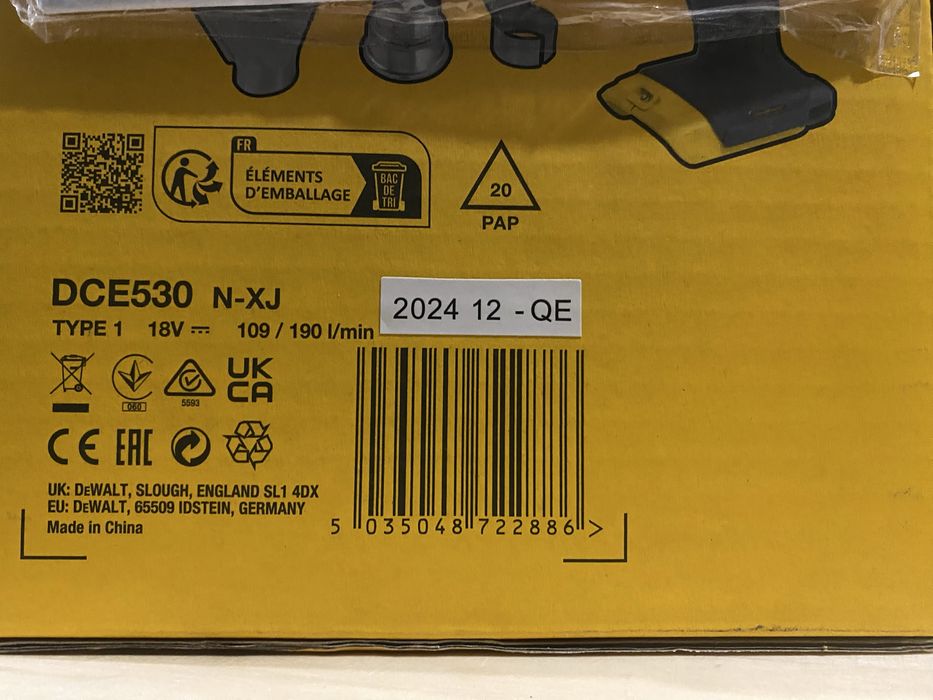 FR
ÉLÉMENTS
D'EMBALLAGE
BAC
DE
TRI
20
PAP
DCE530 N-XJ
2024 12 - QE
TYPE 1 18V 109 / 190 l/min
060
5593
UK
CA
CE EAC
UK: DEWALT, SLOUGH, ENGLAND SL1 4DX
EU: DEWALT, 65509 IDSTEIN, GERMANY
Made in China
5 035048 722886 >